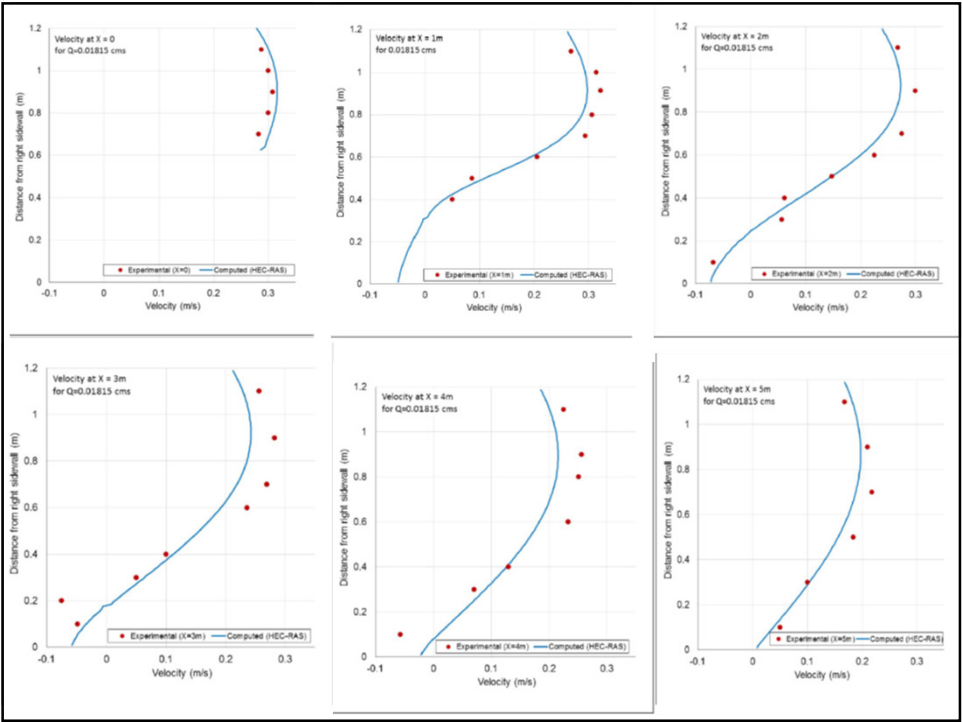 Velocity at X = 0
for Q=0.01815 cms
Distance from right sidewall (m)
1.2
1
0.8
0.6
0.4
0.2
0
-0.1 0 0.1 0.2 0.3
Velocity (m/s)
Experimental (X=0) Computed (HEC-RAS)
Velocity at X = 1m
for 0.01815 cms
Distance from right sidewall (m)
1.2
1
0.8
0.6
0.4
0.2
0
-0.1 0 0.1 0.2 0.3
Velocity (m/s)
Experimental (X=1m) Computed (HEC-RAS)
Velocity at X = 2m
for Q=0.01815 cms
Distance from right sidewall (m)
1.2
1
0.8
0.6
0.4
0.2
0
-0.1 0 0.1 0.2 0.3
Velocity (m/s)
Experimental (X=2m) Computed (HEC-RAS)
Velocity at X = 3m
for Q=0.01815 cms
Distance from right sidewall (m)
1.2
1
0.8
0.6
0.4
0.2
0
-0.1 0 0.1 0.2 0.3
Velocity (m/s)
Experimental (X=3m) Computed (HEC-RAS)
Velocity at X = 4m
for Q=0.01815 cms
Distance from right sidewall (m)
1.2
1
0.8
0.6
0.4
0.2
0
-0.1 0 0.1 0.2 0.3
Velocity (m/s)
Experimental (X=4m) Computed (HEC-RAS)
Velocity at X = 5m
for Q=0.01815 cms
Distance from right sidewall (m)
1.2
1
0.8
0.6
0.4
0.2
0
-0.1 0 0.1 0.2 0.3
Velocity (m/s)
Experimental (X=5m) Computed (HEC-RAS)